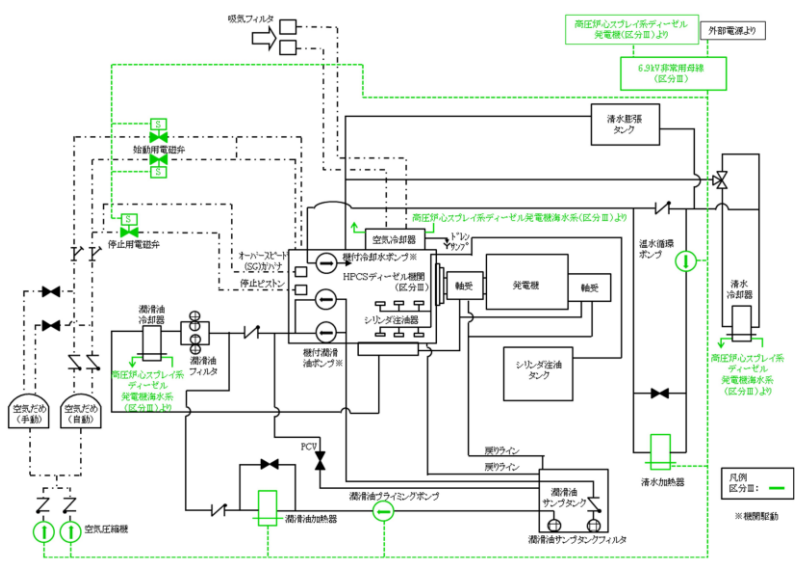 吸気フィルタ
高圧炉心スプレイ系ディーゼル
発電機(区分Ⅲ)より
外部電源より
6.9kV非常用母線
(区分Ⅲ)
清水膨張
タンク
S
始動用電磁弁
S
S
停止用電磁弁
高圧炉心スプレイ系ディーゼル発電機海水系(区分Ⅲ)より
空気冷却器
ドレン
サンプ
オーバースピード
(SG)ガバナ
停止ピストン
機付冷却水ポンプ※
HPCSディーゼル機関
(区分Ⅲ)
シリンダ注油器
機付潤滑
油ポンプ※
軸受
発電機
軸受
温水循環
ポンプ
清水
冷却器
潤滑油
冷却器
潤滑油
フィルタ
高圧炉心スプレイ系
ディーゼル
発電機海水系
(区分Ⅲ)より
シリンダ注油
タンク
高圧炉心スプレイ系
ディーゼル
発電機海水系
(区分Ⅲ)より
空気だめ
(手動)
空気だめ
(自動)
PCV
戻りライン
戻りライン
潤滑油
サンプタンク
潤滑油サンプタンクフィルタ
潤滑油プライミングポンプ
潤滑油加熱器
空気圧縮機
清水加熱器
凡例
区分Ⅲ:
※機関駆動